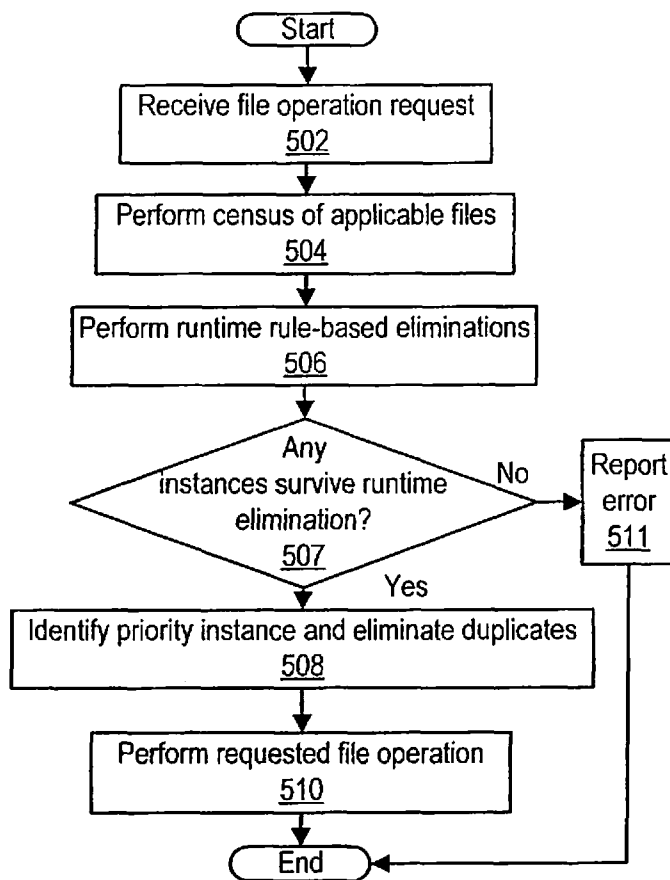 Start
Receive file operation request
502
Perform census of applicable files
504
Perform runtime rule-based eliminations
506
Any
instances survive runtime
elimination?
507
No
Report
error
511
Yes
Identify priority instance and eliminate duplicates
508
Perform requested file operation
510
End